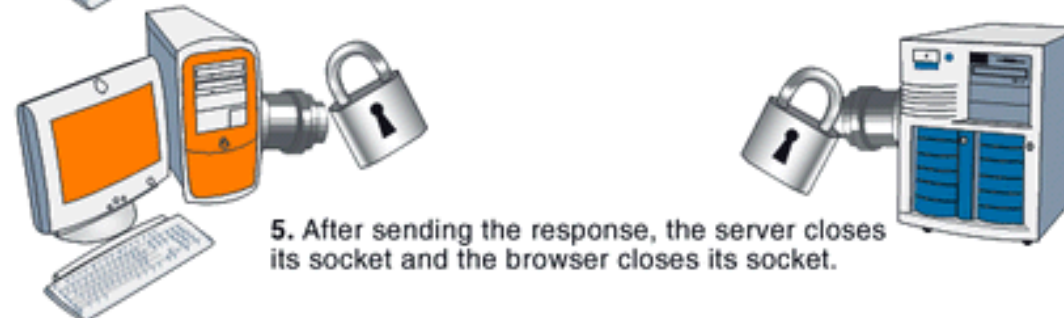 5. After sending the response, the server closes
its socket and the browser closes its socket.